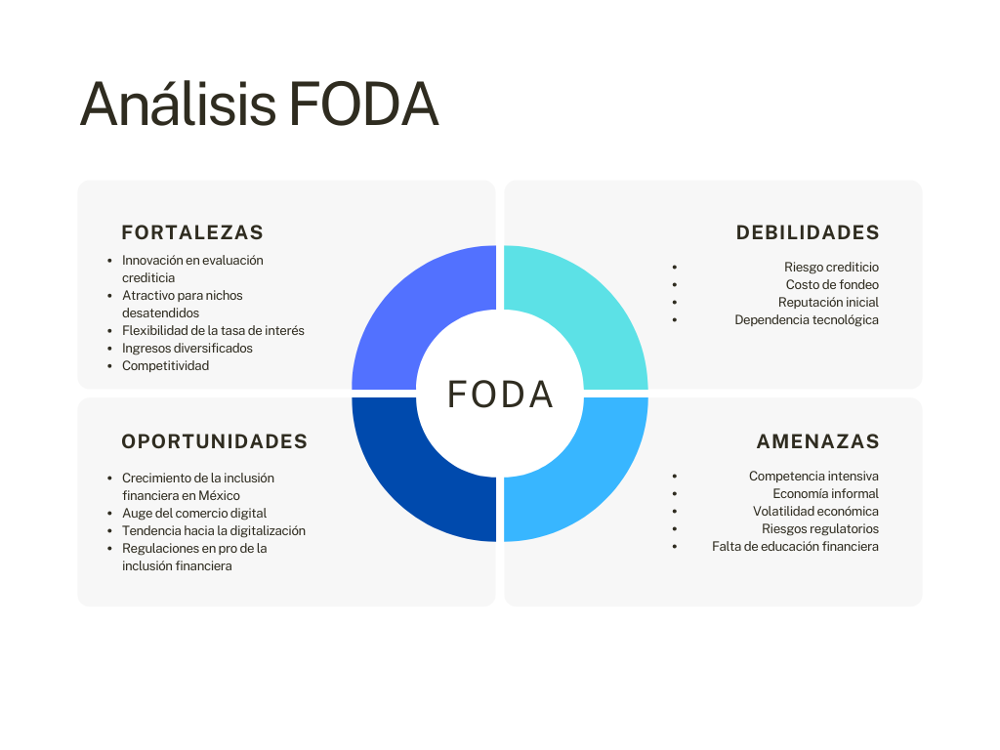 Análisis FODA
FORTALEZAS
• Innovación en evaluación
crediticia
• Atractivo para nichos
desatendidos
• Flexibilidad de la tasa de interés
• Ingresos diversificados
• Competitividad
DEBILIDADES
• Riesgo crediticio
• Costo de fondeo
• Reputación inicial
• Dependencia tecnológica
FODA
OPORTUNIDADES
• Crecimiento de la inclusión
financiera en México
• Auge del comercio digital
• Tendencia hacia la digitalización
• Regulaciones en pro de la
inclusión financiera
AMENAZAS
• Competencia intensiva
• Economía informal
• Volatilidad económica
• Riesgos regulatorios
• Falta de educación financiera